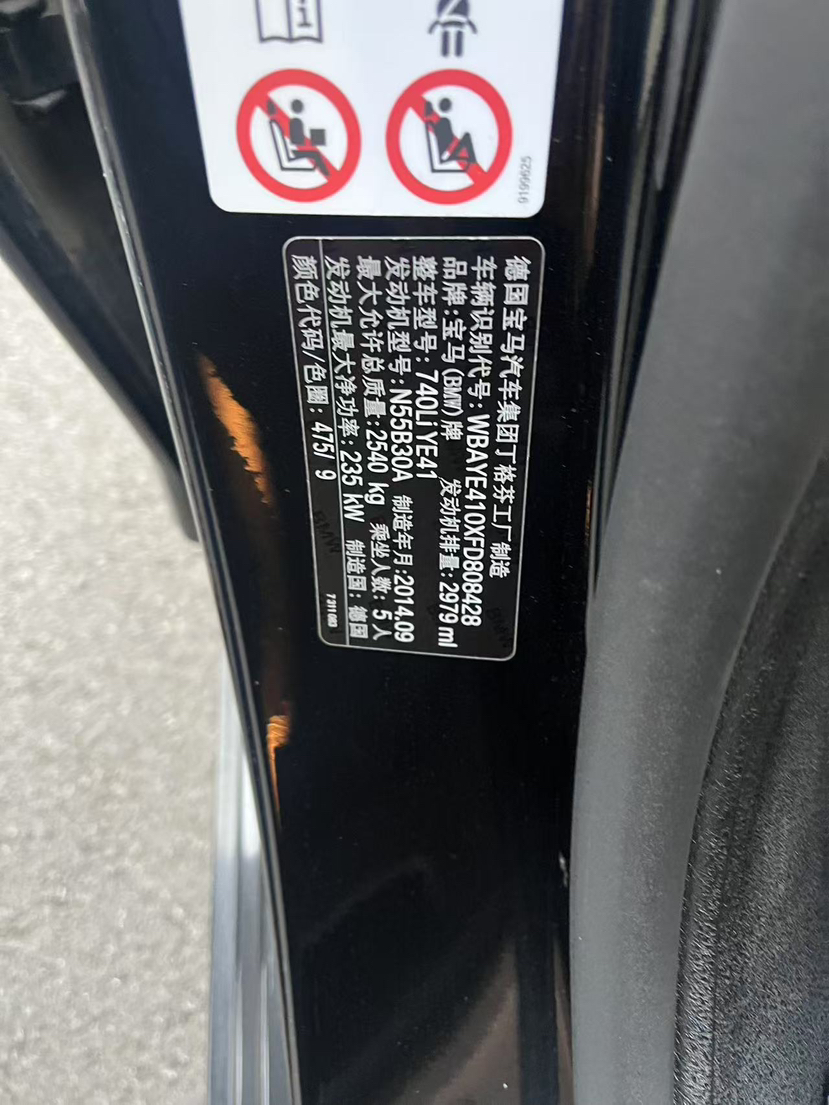 9199625
德国宝马汽车集团丁格芬工厂制造
车辆识别代号:WBAYE410XFD808428
品牌:宝马(BMW)牌 发动机排量:2979 ml
整车型号:740Li YE41
发动机型号:N55B30A 制造年月:2014.09
最大允许总质量:2540 kg 乘坐人数:5人
发动机最大净功率:235 kW 制造国:德国
颜色代码/色圈:475/ 9
BMW